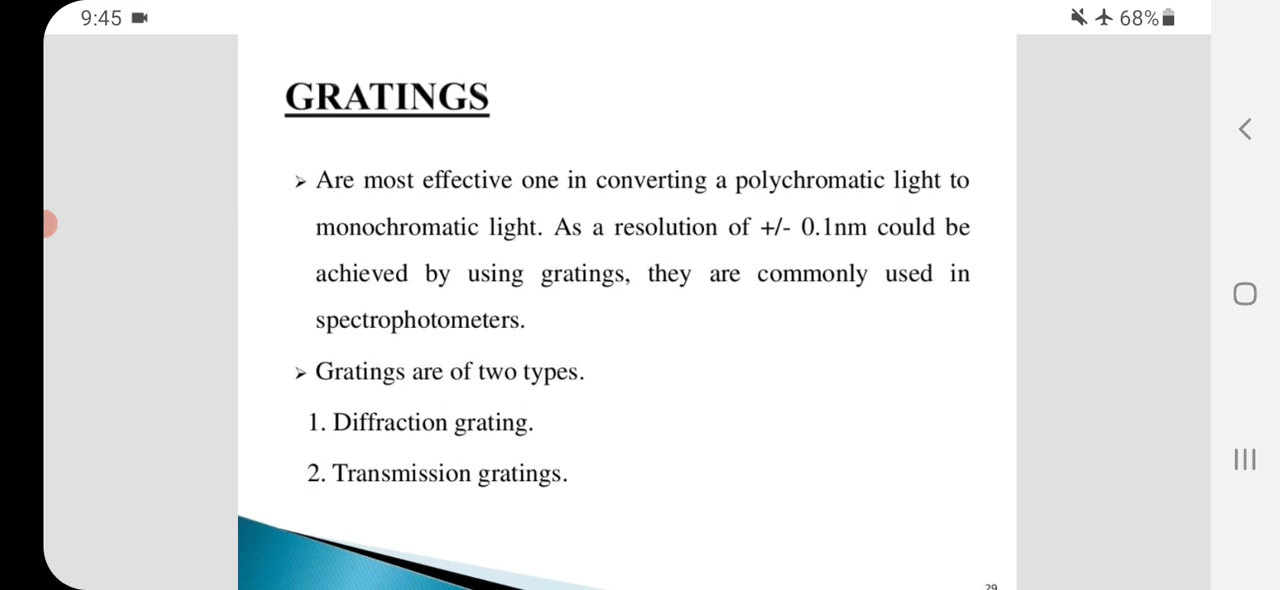 9:45
68%
GRATINGS
➢ Are most effective one in converting a polychromatic light to
monochromatic light. As a resolution of +/- 0.1nm could be
achieved by using gratings, they are commonly used in
spectrophotometers.
➢ Gratings are of two types.
1. Diffraction grating.
2. Transmission gratings.
29